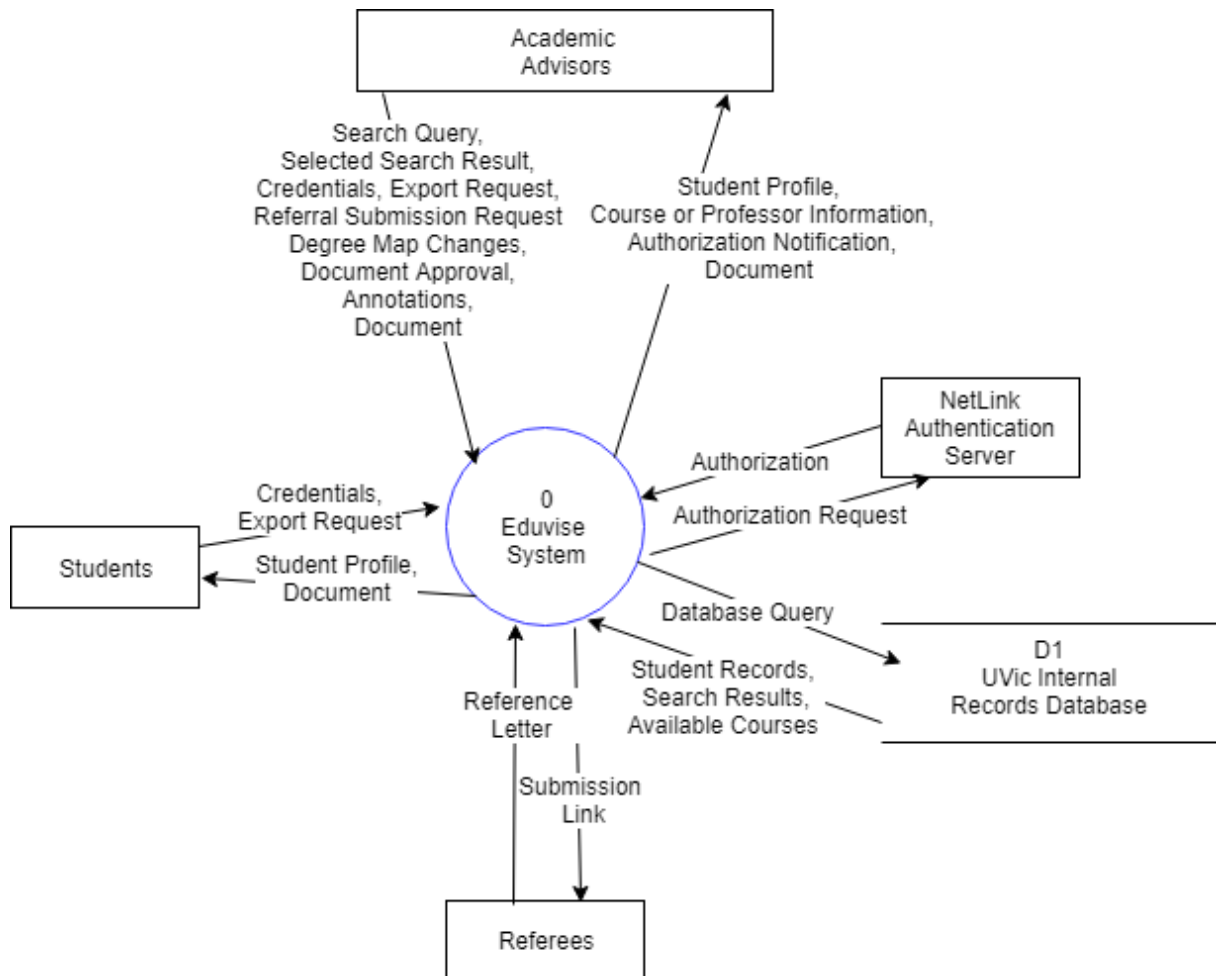 Academic
Advisors
Search Query,
Selected Search Result,
Credentials, Export Request,
Referral Submission Request
Degree Map Changes,
Document Approval,
Annotations,
Document
Student Profile,
Course or Professor Information,
Authorization Notification,
Document
NetLink
Authentication
Server
Authorization
Authorization Request
Credentials,
Export Request
0
Eduvise
System
Students
Student Profile,
Document
Database Query
D1
UVic Internal
Records Database
Student Records,
Search Results,
Available Courses
Reference
Letter
Submission
Link
Referees